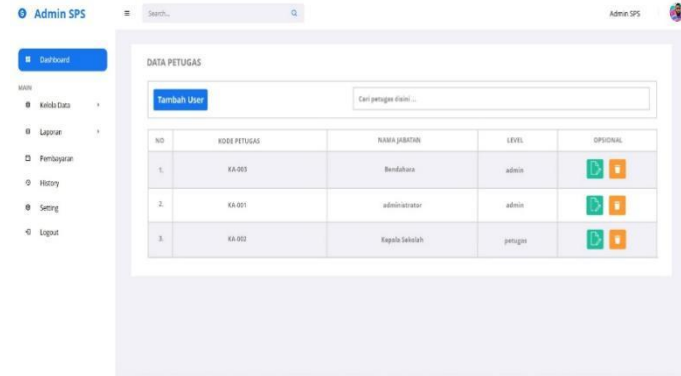 Admin SPS
Search...
Admin SPS
Dashboard
MAIN
Kelola Data
Laporan
Pembayaran
History
Setting
Logout
DATA PETUGAS
Tambah User
Cari petugas disini ...
NO KODE PETUGAS NAMA JABATAN LEVEL OPSIONAL
1. KA-003 Bendahara admin
2. KA-001 administrator admin
3. KA-002 Kepala Sekolah petugas